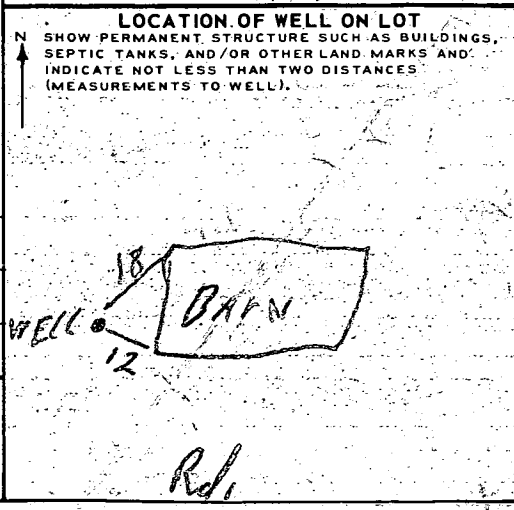 LOCATION OF WELL ON LOT
N SHOW PERMANENT STRUCTURE SUCH AS BUILDINGS,
SEPTIC TANKS, AND/OR OTHER LAND MARKS AND
INDICATE NOT LESS THAN TWO DISTANCES
(MEASUREMENTS TO WELL).
18
BARN
WELL
12
Rd.